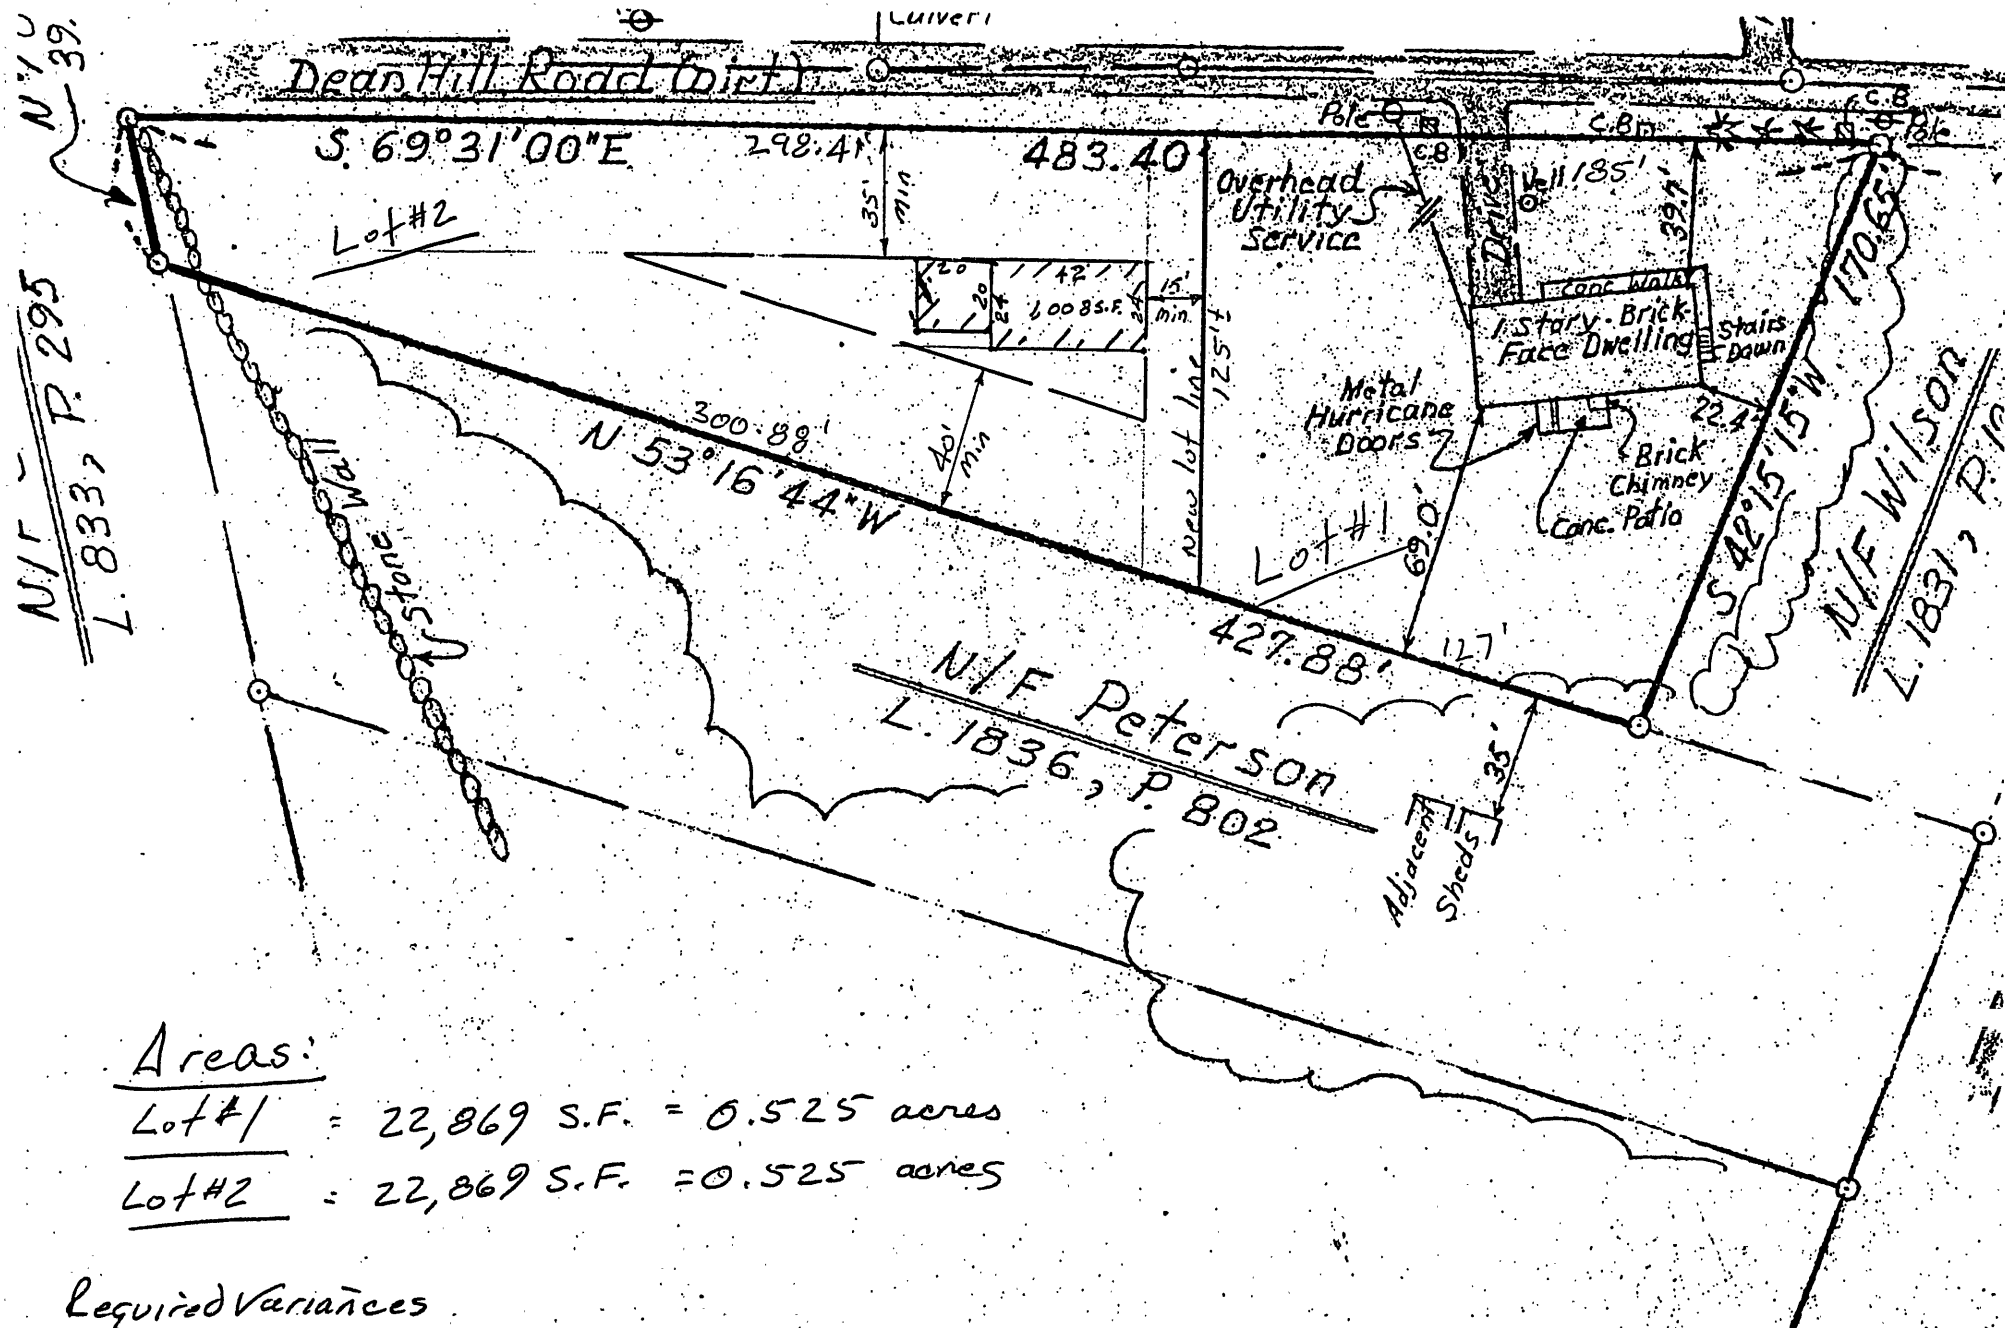 Culvert
39.
Dean Hill Road (Dirt)
S. 69°31'00"E
298.41'
483.40'
Pole
C.B
C.B
C.B
Pole
Lot #2
35'
Min
Overhead
Utility
Service
Drive
Well
185'
39.7'
170.65'
20
20
42'
24
1008 S.F.
24
15'
Min
Conc. Walk
1 Story - Brick
Face Dwelling
Stairs
Down
New lot line
125'±
Metal
Hurricane
Doors
22.4'
Brick
Chimney
Conc. Patio
300.88'
N 53°16'44"W
40'
Min
Lot #1
69.0'
427.88'
127'
S 42°15'15"W
N/F Wilson
L. 1831, P.
N/F
L. 833, P. 295
Stone Wall
N/F Peterson
L. 1836, P. 802
35'
Adjacent
Sheds
Areas:
Lot #1 = 22,869 S.F. = 0.525 acres
Lot #2 = 22,869 S.F. = 0.525 acres
Required Variances